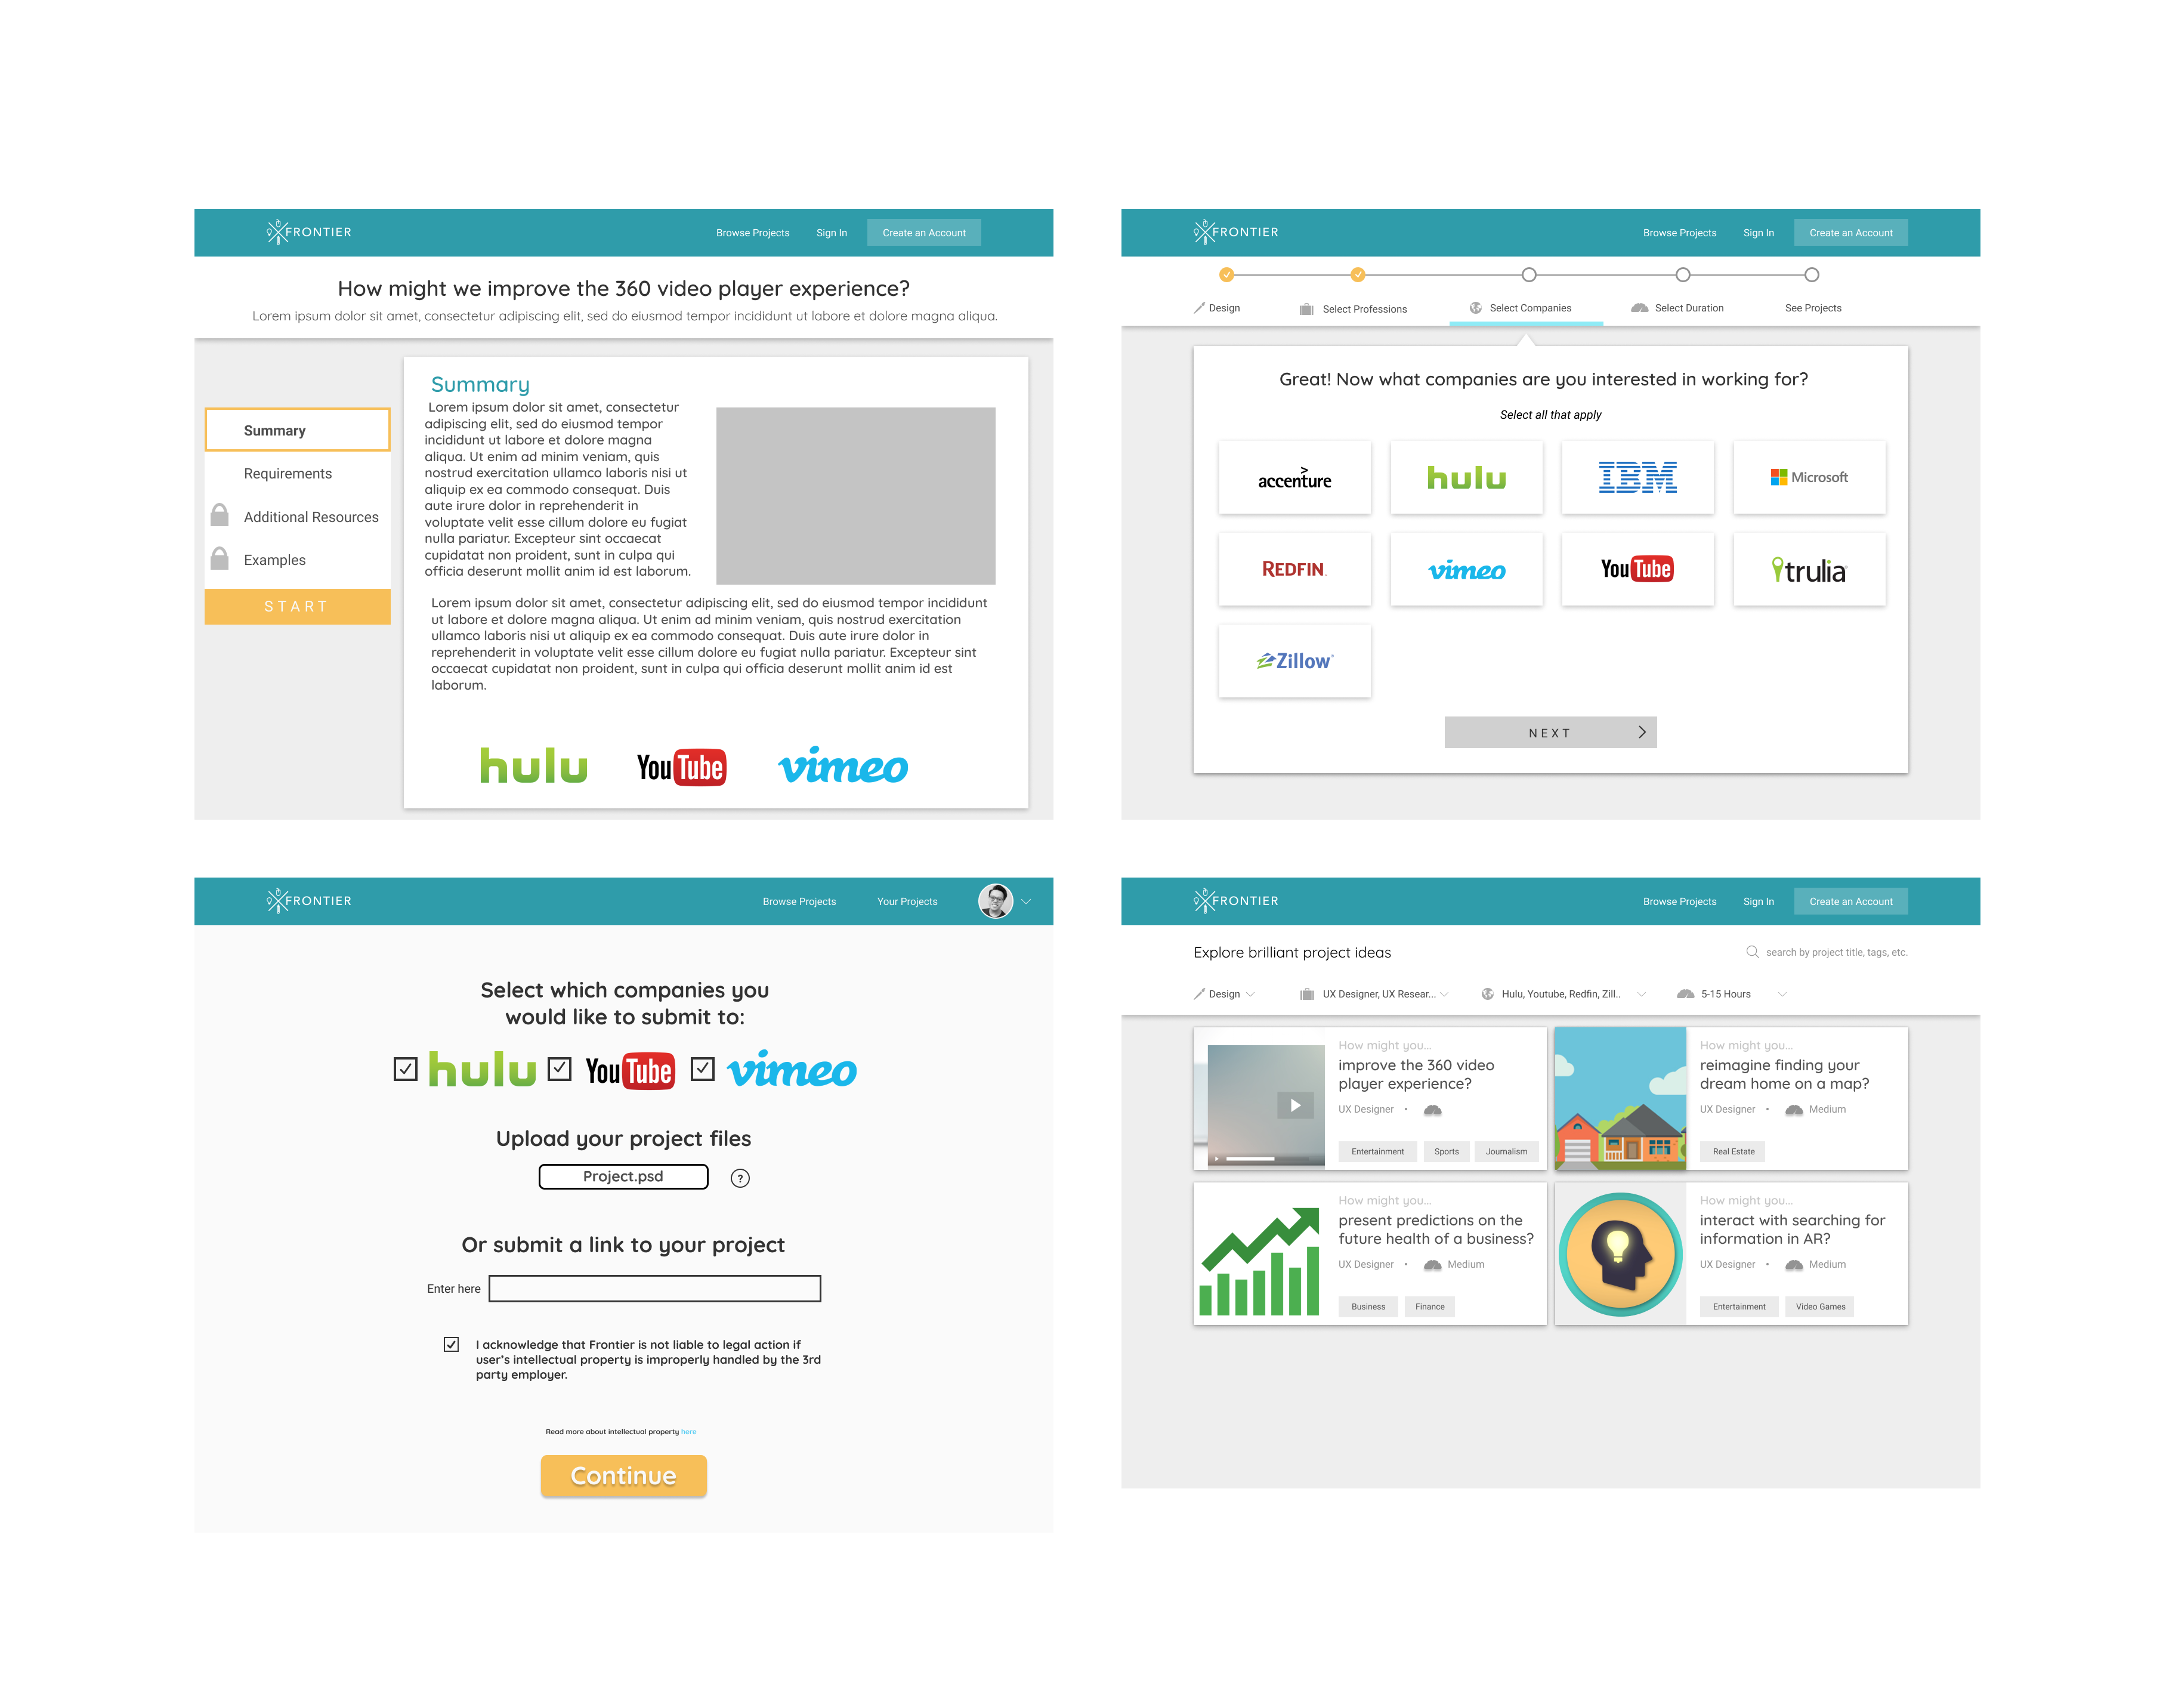 FRONTIER
Browse Projects
Sign In
Create an Account
How might we improve the 360 video player experience?
Lorem ipsum dolor sit amet, consectetur adipiscing elit, sed do eiusmod tempor incididunt ut labore et dolore magna aliqua.
Summary
Requirements
Additional Resources
Examples
START
Summary
Lorem ipsum dolor sit amet, consectetur
adipiscing elit, sed do eiusmod tempor
incididunt ut labore et dolore magna
aliqua. Ut enim ad minim veniam, quis
nostrud exercitation ullamco laboris nisi ut
aliquip ex ea commodo consequat. Duis
aute irure dolor in reprehenderit in
voluptate velit esse cillum dolore eu fugiat
nulla pariatur. Excepteur sint occaecat
cupidatat non proident, sunt in culpa qui
officia deserunt mollit anim id est laborum.
Lorem ipsum dolor sit amet, consectetur adipiscing elit, sed do eiusmod tempor incididunt
ut labore et dolore magna aliqua. Ut enim ad minim veniam, quis nostrud exercitation
ullamco laboris nisi ut aliquip ex ea commodo consequat. Duis aute irure dolor in
reprehenderit in voluptate velit esse cillum dolore eu fugiat nulla pariatur. Excepteur sint
occaecat cupidatat non proident, sunt in culpa qui officia deserunt mollit anim id est
laborum.
hulu
YouTube
vimeo
FRONTIER
Browse Projects
Sign In
Create an Account
Design
Select Professions
Select Companies
Select Duration
See Projects
Great! Now what companies are you interested in working for?
Select all that apply
accenture
hulu
IBM
Microsoft
REDFIN
vimeo
YouTube
trulia
Zillow
NEXT
FRONTIER
Browse Projects
Your Projects
Select which companies you
would like to submit to:
hulu
YouTube
vimeo
Upload your project files
Project.psd
?
Or submit a link to your project
Enter here
I acknowledge that Frontier is not liable to legal action if
user's intellectual property is improperly handled by the 3rd
party employer.
Read more about intellectual property here
Continue
FRONTIER
Browse Projects
Sign In
Create an Account
Explore brilliant project ideas
search by project title, tags, etc.
Design
UX Designer, UX Resear...
Hulu, Youtube, Redfin, Zill..
5-15 Hours
How might you...
improve the 360 video
player experience?
UX Designer •
Entertainment
Sports
Journalism
How might you...
reimagine finding your
dream home on a map?
UX Designer • Medium
Real Estate
How might you...
present predictions on the
future health of a business?
UX Designer • Medium
Business
Finance
How might you...
interact with searching for
information in AR?
UX Designer • Medium
Entertainment
Video Games